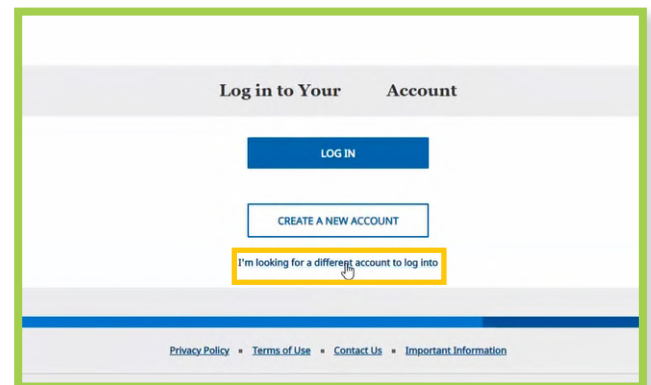 Log in to Your Account
LOG IN
CREATE A NEW ACCOUNT
I'm looking for a different account to log into
Privacy Policy ▪ Terms of Use ▪ Contact Us ▪ Important Information